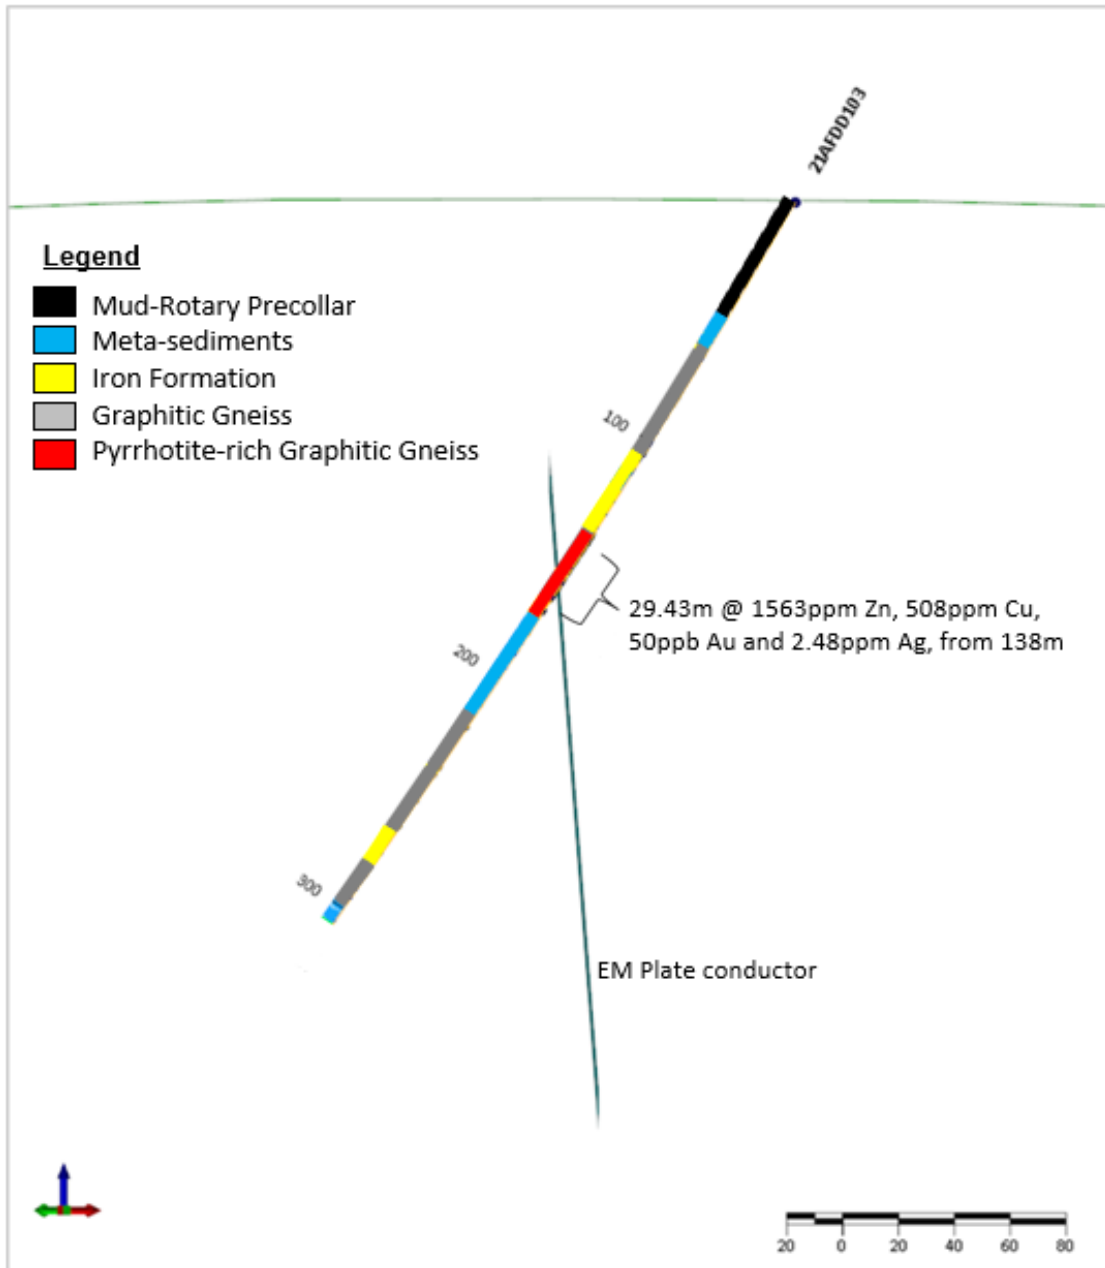 21AFDD103
Legend
Mud-Rotary Precollar
Meta-sediments
Iron Formation
Graphitic Gneiss
Pyrrhotite-rich Graphitic Gneiss
100
29.43m @ 1563ppm Zn, 508ppm Cu,
50ppb Au and 2.48ppm Ag, from 138m
200
300
EM Plate conductor
20 0 20 40 60 80